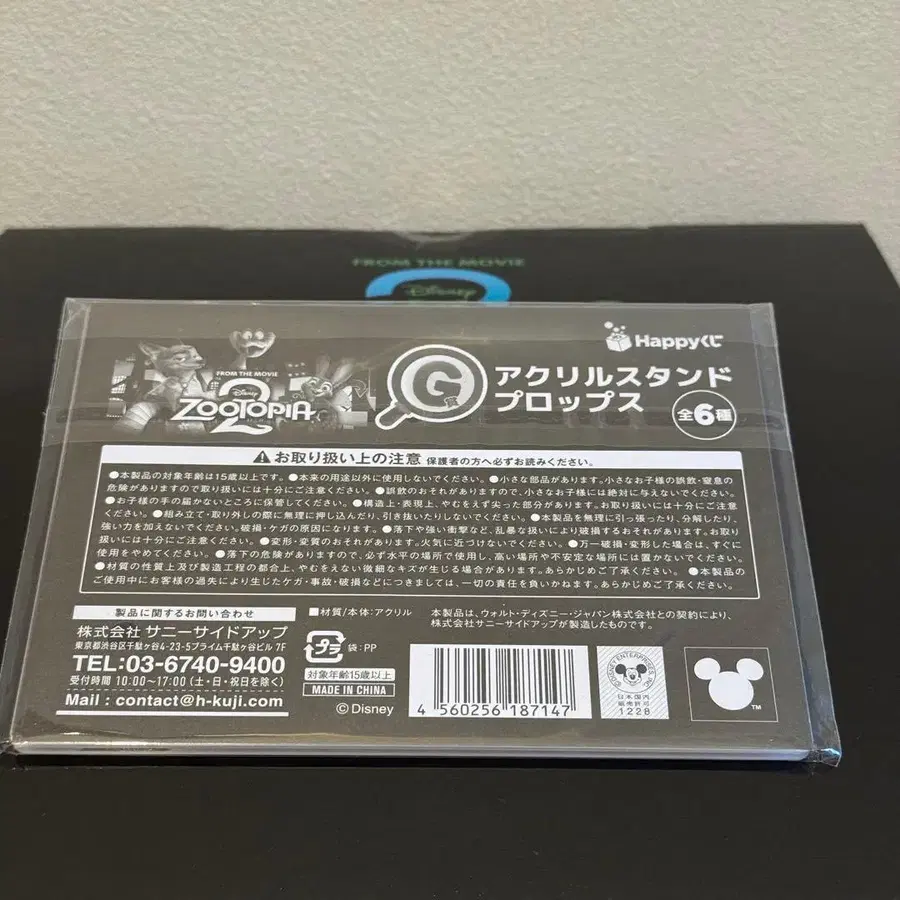 FROM THE MOVIE
Disney
2
Happyくじ
FROM THE MOVIE
Disney
ZOOTOPIA
2
G賞
アクリルスタンド
プロップス
全6種
お取り扱い上の注意 保護者の方へ必ずお読みください。
●本製品の対象年齢は15歳以上です。●本来の用途以外に使用しないでください。●小さな部品があります。小さなお子様の誤飲・窒息の
危険がありますので取り扱いには十分にご注意ください。●誤飲のおそれがありますので、小さなお子様には絶対に与えないでください。
●お子様の手の届かないところに保管してください。●構造上・表現上、やむをえず尖った部分があります。お取り扱いには十分にご注意
ください。●組み立て・取り外しの際に無理に押し込んだり、引き抜いたりしないでください。●本製品を無理に引っ張ったり、分解したり、
強い力を加えないでください。破損・ケガの原因になります。●落下や強い衝撃など、乱暴な扱いにより破損するおそれがあります。お取り
扱いには十分にご注意ください。●変形・変質のおそれがあります。火気に近づけないでください。●万一破損・変形した場合は、すぐに
使用をやめてください。●落下の危険がありますので、必ず水平の場所で使用し、高い場所や不安定な場所には置かないでください。
●材質の性質上及び製造工程の都合上、やむをえない微細なキズが生じる場合があります。あらかじめご了承ください。●本製品の
ご使用中にお客様の過失により生じたケガ・事故・破損などにつきましては、一切の責任を負いかねます。あらかじめご了承ください。
製品に関するお問い合わせ
株式会社 サニーサイドアップ
東京都渋谷区千駄ヶ谷4-23-5プライム千駄ヶ谷ビル 7F
TEL:03-6740-9400
受付時間 10:00〜17:00(土・日・祝日を除く)
Mail : contact@h-kuji.com
■材質/本体:アクリル
プラ 袋:PP
対象年齢15歳以上
MADE IN CHINA
©Disney
本製品は、ウォルト・ディズニー・ジャパン株式会社との契約により、
株式会社サニーサイドアップが製造したものです。
4 560256 187147
DISNEY ENTERPRISES, INC.
日本国内
販売許可
1228
TM